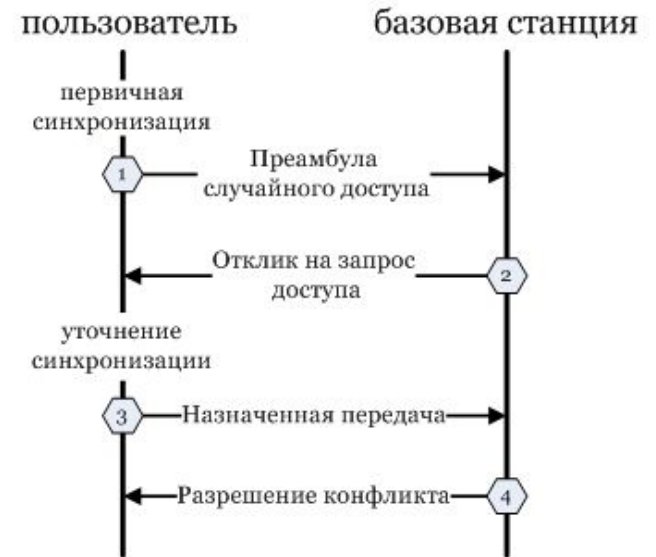 пользователь
базовая станция
первичная
синхронизация
1
Преамбула
случайного доступа
Отклик на запрос
доступа
2
уточнение
синхронизации
3
Назначенная передача
Разрешение конфликта
4